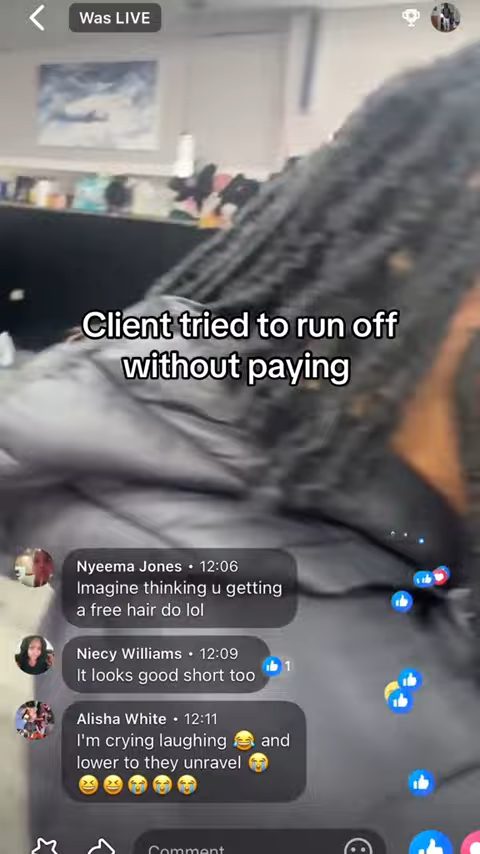 Was LIVE
Client tried to run off
without paying
Nyeema Jones • 12:06
Imagine thinking u getting
a free hair do lol
Niecy Williams • 12:09
It looks good short too
1
Alisha White • 12:11
I'm crying laughing 😂 and
lower to they unravel 😭
😆😆😭😭😭
Comment